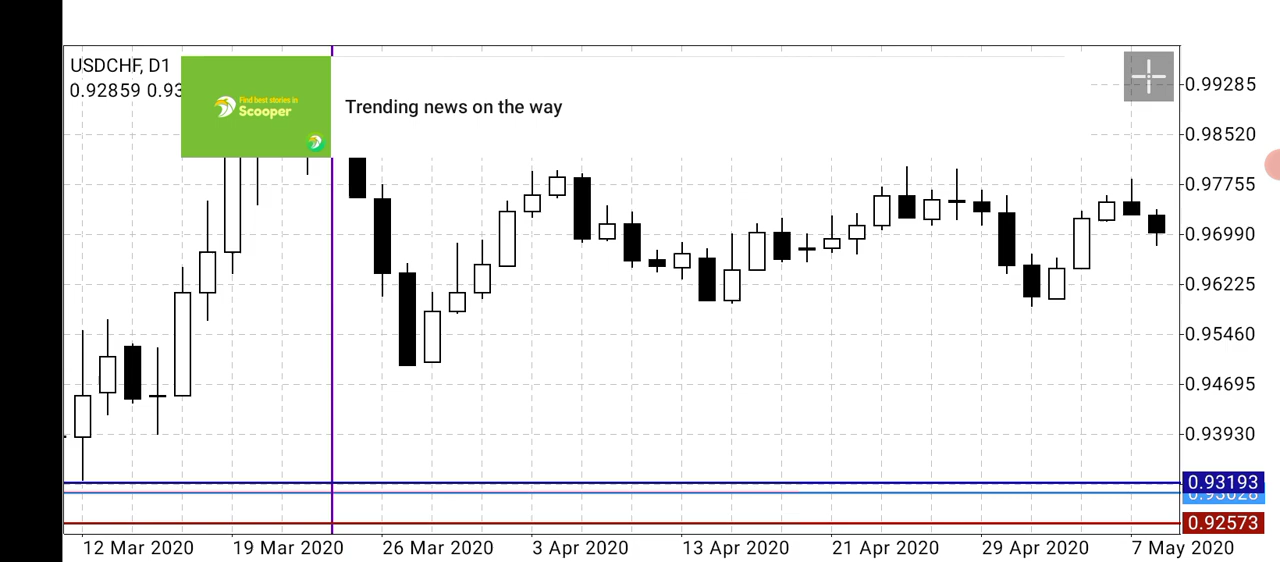 USDCHF, D1
0.92859 0.93
Find best stories in
Scooper
Trending news on the way
0.99285
0.98520
0.97755
0.96990
0.96225
0.95460
0.94695
0.93930
0.93193
0.93028
0.92573
12 Mar 2020
19 Mar 2020
26 Mar 2020
3 Apr 2020
13 Apr 2020
21 Apr 2020
29 Apr 2020
7 May 2020